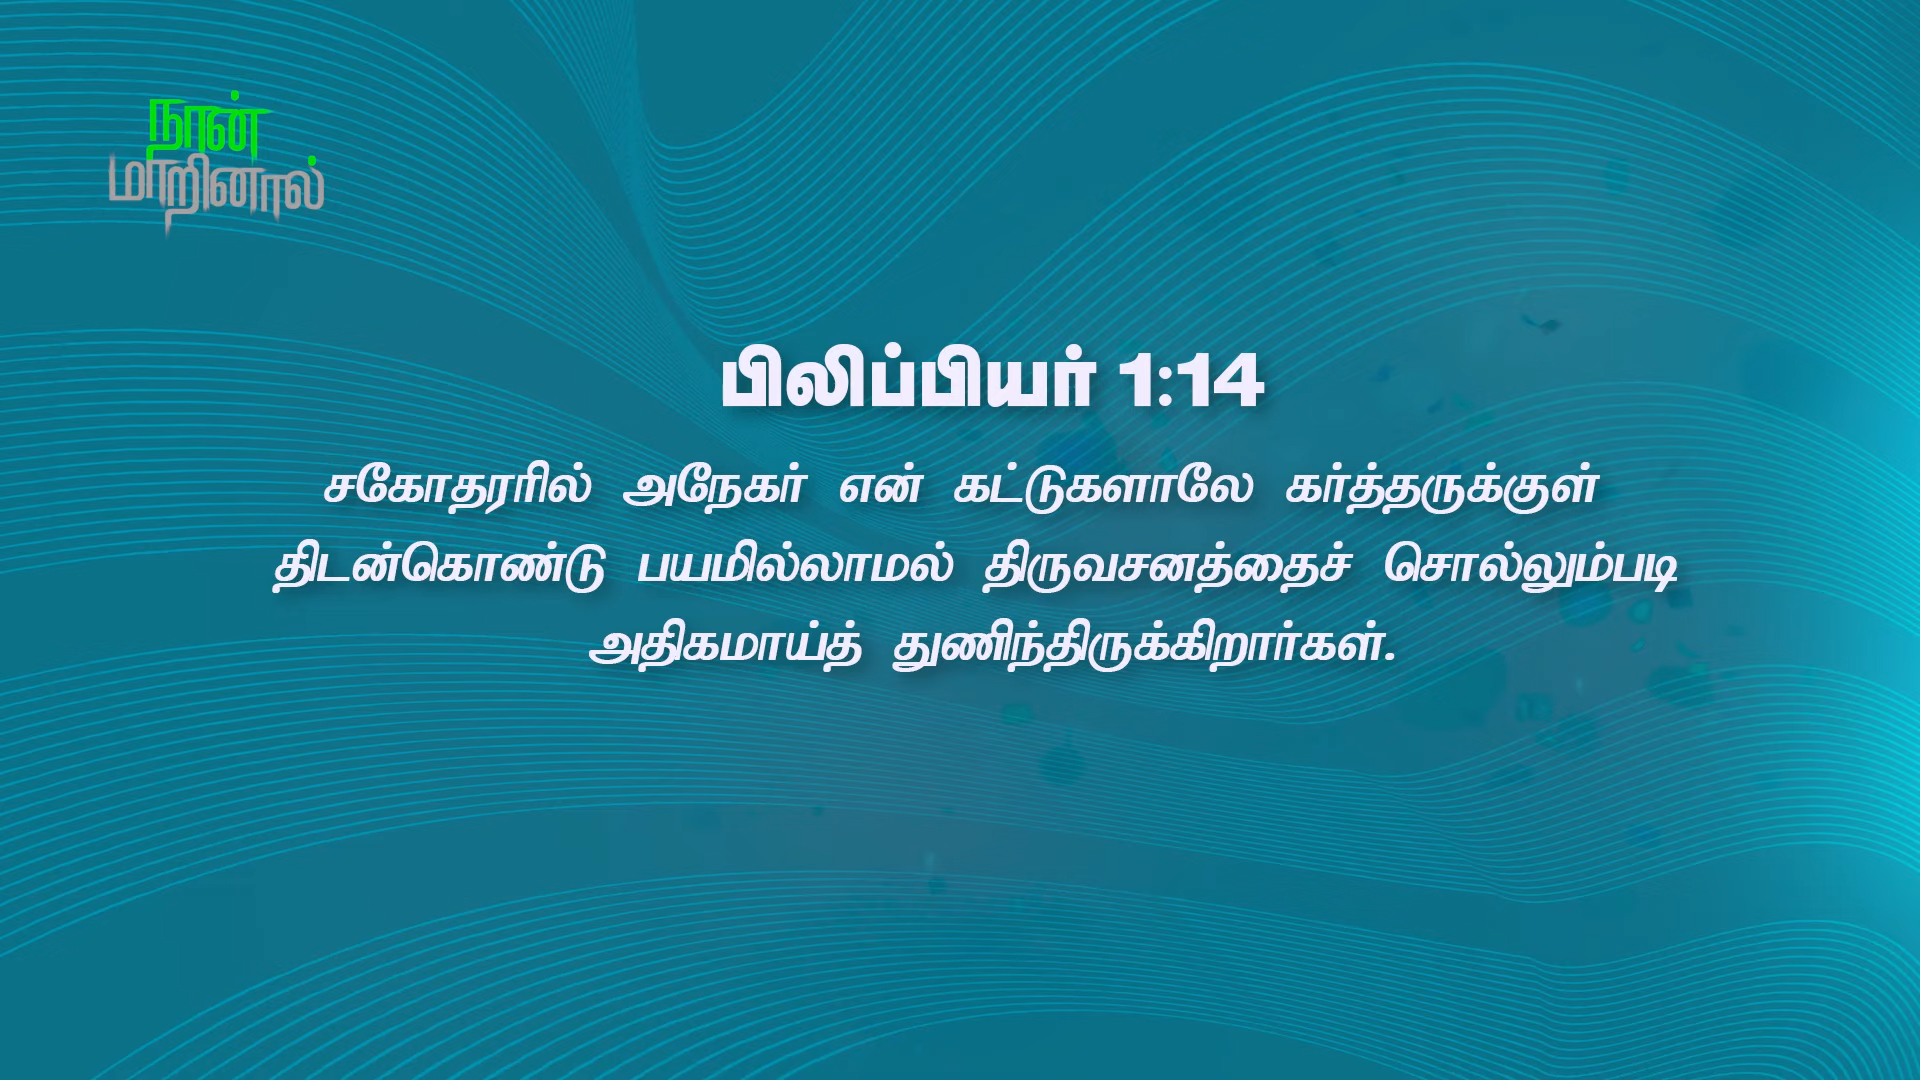 நான்
மாறினால்
பிலிப்பியர் 1:14
சகோதரரில் அநேகர் என் கட்டுகளாலே கர்த்தருக்குள்
திடன்கொண்டு பயமில்லாமல் திருவசனத்தைச் சொல்லும்படி
அதிகமாய்த் துணிந்திருக்கிறார்கள்.